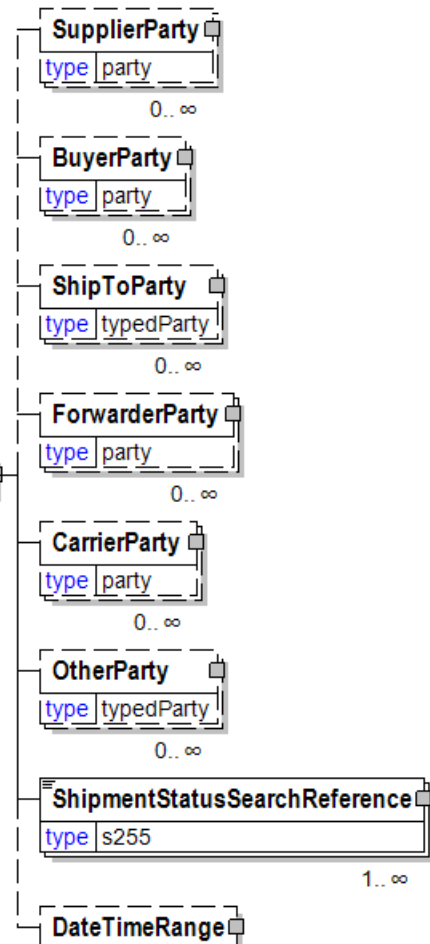 SupplierParty
type party
0.. ∞
BuyerParty
type party
0.. ∞
ShipToParty
type typedParty
0.. ∞
ForwarderParty
type party
0.. ∞
CarrierParty
type party
0.. ∞
OtherParty
type typedParty
0.. ∞
ShipmentStatusSearchReference
type s255
1.. ∞
DateTimeRange